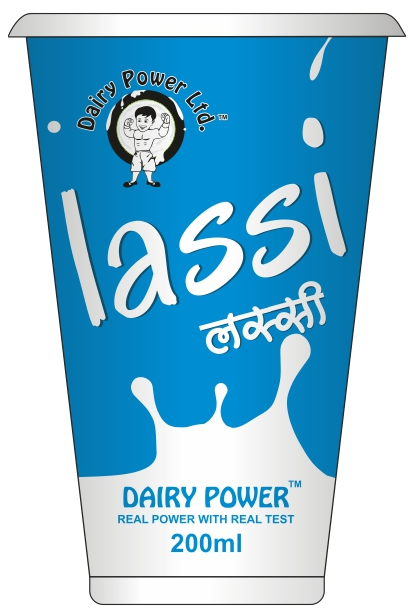 Dairy Power Ltd.™
lassi
लस्सी
DAIRY POWER™
REAL POWER WITH REAL TEST
200ml